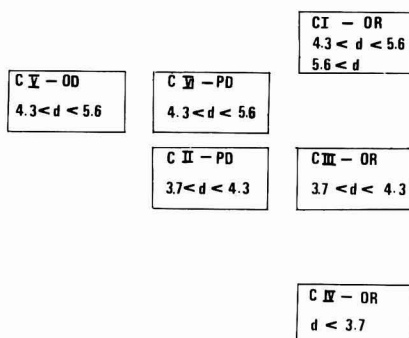 CI – OR
4.3 < d < 5.6
5.6 < d
C V – OD
4.3 < d < 5.6
C VI – PD
4.3 < d < 5.6
C II – PD
3.7 < d < 4.3
CIII – OR
3.7 < d < 4.3
C IV – OR
d < 3.7